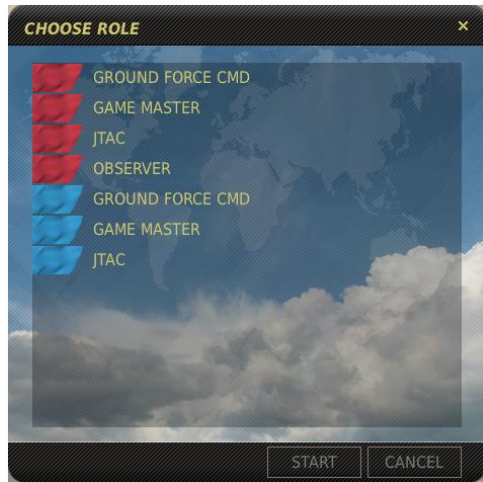 CHOOSE ROLE ×
GROUND FORCE CMD
GAME MASTER
JTAC
OBSERVER
GROUND FORCE CMD
GAME MASTER
JTAC
START CANCEL